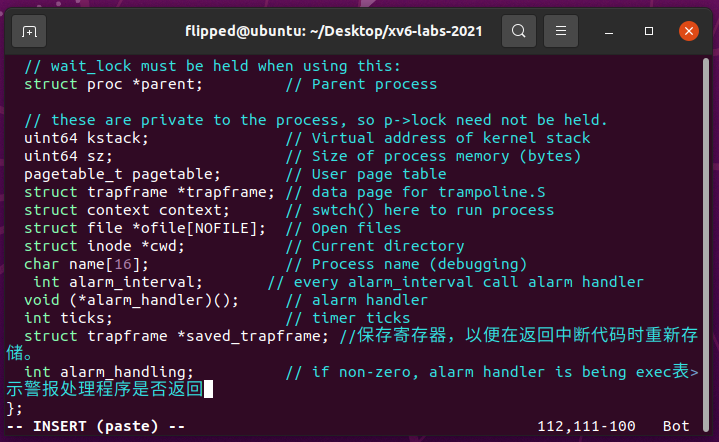 flipped@ubuntu: ~/Desktop/xv6-labs-2021
// wait_lock must be held when using this:
struct proc *parent;         // Parent process
// these are private to the process, so p->lock need not be held.
uint64 kstack;               // Virtual address of kernel stack
uint64 sz;                   // Size of process memory (bytes)
pagetable_t pagetable;       // User page table
struct trapframe *trapframe; // data page for trampoline.S
struct context context;      // swtch() here to run process
struct file *ofile[NOFILE];  // Open files
struct inode *cwd;           // Current directory
char name[16];               // Process name (debugging)
int alarm_interval;       // every alarm_interval call alarm handler
void (*alarm_handler)();     // alarm handler
int ticks;                   // timer ticks
struct trapframe *saved_trapframe; //保存寄存器，以便在返回中断代码时重新存
储。
int alarm_handling;          // if non-zero, alarm handler is being exec表>
示警报处理程序是否返回
};
-- INSERT (paste) --                                    112,111-100   Bot